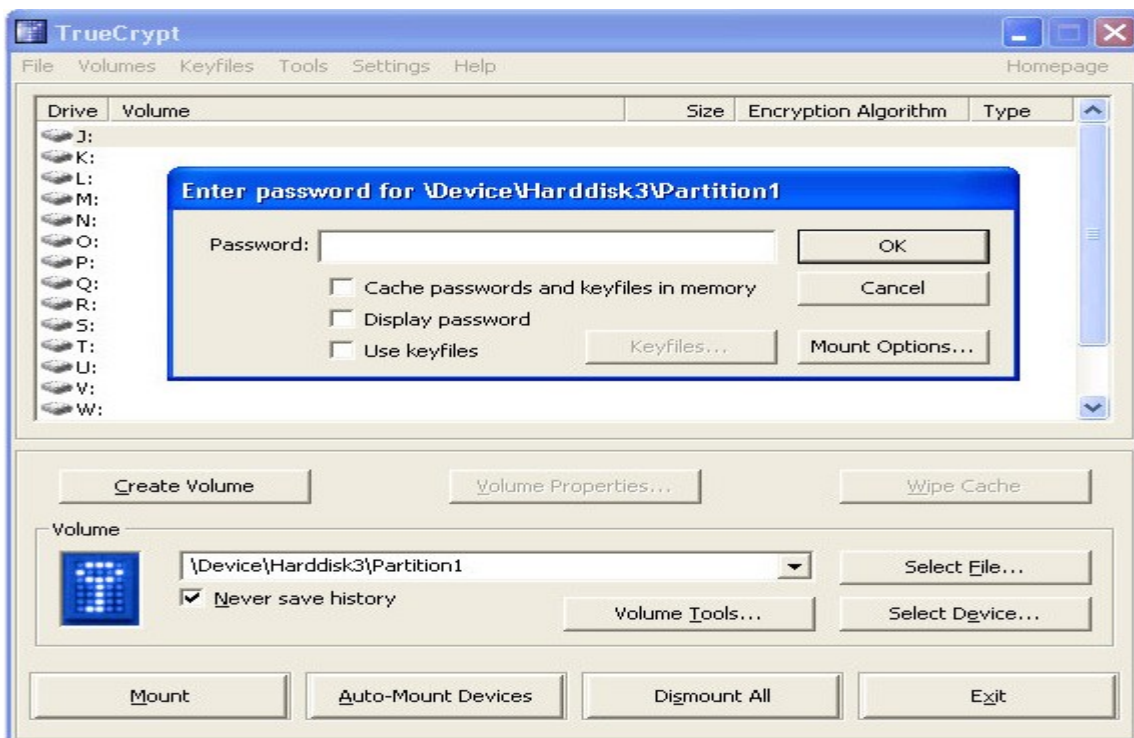 TrueCrypt
File Volumes Keyfiles Tools Settings Help Homepage
Drive Volume Size Encryption Algorithm Type
J:
K:
L:
M:
N:
O:
P:
Q:
R:
S:
T:
U:
V:
W:
Enter password for \Device\Harddisk3\Partition1
Password: OK
Cache passwords and keyfiles in memory Cancel
Display password
Use keyfiles Keyfiles... Mount Options...
Create Volume Volume Properties... Wipe Cache
Volume
\Device\Harddisk3\Partition1 Select File...
Never save history
Volume Tools... Select Device...
Mount Auto-Mount Devices Dismount All Exit